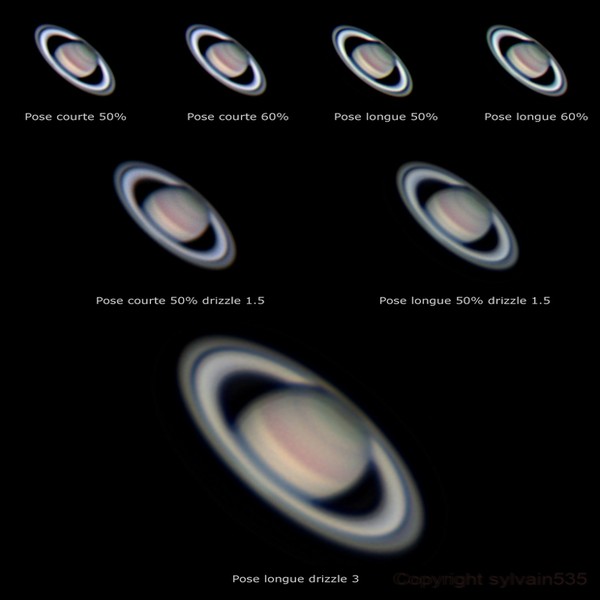 Pose courte 50%
Pose courte 60%
Pose longue 50%
Pose longue 60%
Pose courte 50% drizzle 1.5
Pose longue 50% drizzle 1.5
Pose longue drizzle 3
Copyright sylvain535